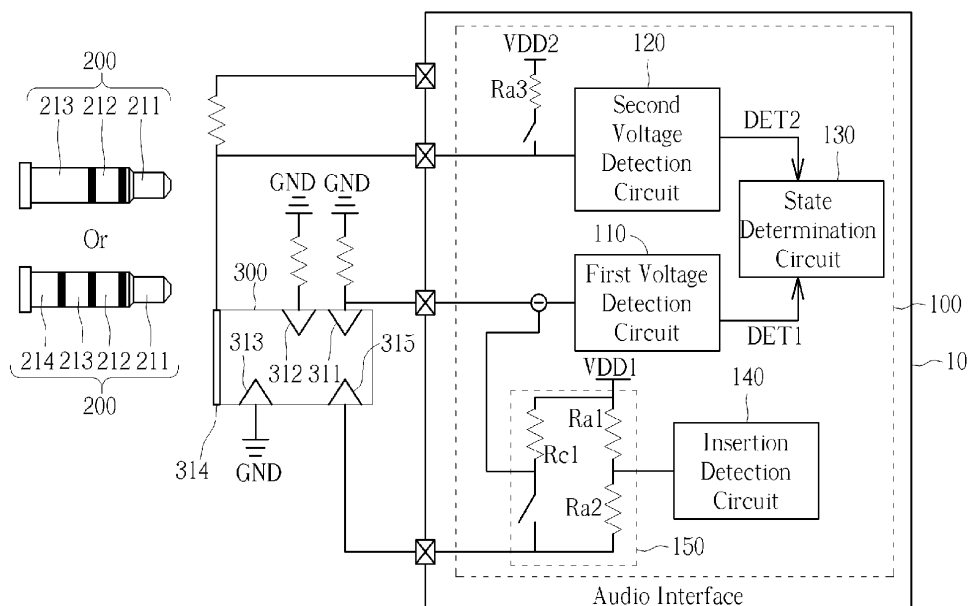 200
213 212 211
Or
214 213 212 211
200
GND GND
300
313
312 311
315
314
GND
VDD2
Ra3
120
Second
Voltage
Detection
Circuit
DET2
130
State
Determination
Circuit
110
First Voltage
Detection
Circuit
DET1
100
10
VDD1
140
Ra1
Rc1
Insertion
Detection
Circuit
Ra2
150
Audio Interface